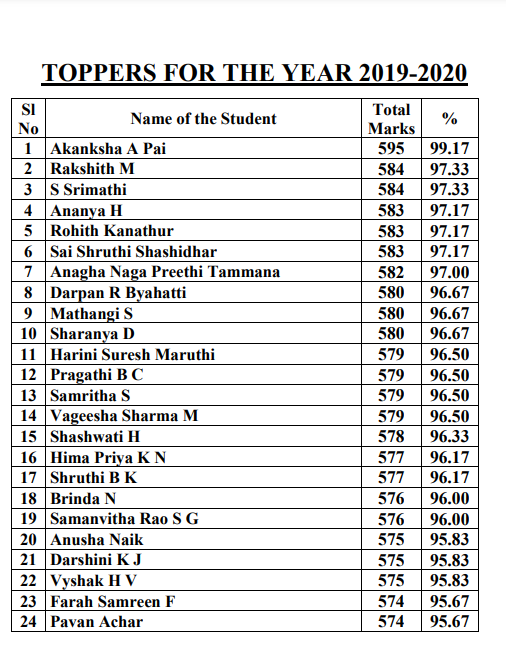 TOPPERS FOR THE YEAR 2019-2020
Sl No Name of the Student Total Marks %
1 Akanksha A Pai 595 99.17
2 Rakshith M 584 97.33
3 S Srimathi 584 97.33
4 Ananya H 583 97.17
5 Rohith Kanathur 583 97.17
6 Sai Shruthi Shashidhar 583 97.17
7 Anagha Naga Preethi Tammana 582 97.00
8 Darpan R Byahatti 580 96.67
9 Mathangi S 580 96.67
10 Sharanya D 580 96.67
11 Harini Suresh Maruthi 579 96.50
12 Pragathi B C 579 96.50
13 Samritha S 579 96.50
14 Vageesha Sharma M 579 96.50
15 Shashwati H 578 96.33
16 Hima Priya K N 577 96.17
17 Shruthi B K 577 96.17
18 Brinda N 576 96.00
19 Samanvitha Rao S G 576 96.00
20 Anusha Naik 575 95.83
21 Darshini K J 575 95.83
22 Vyshak H V 575 95.83
23 Farah Samreen F 574 95.67
24 Pavan Achar 574 95.67